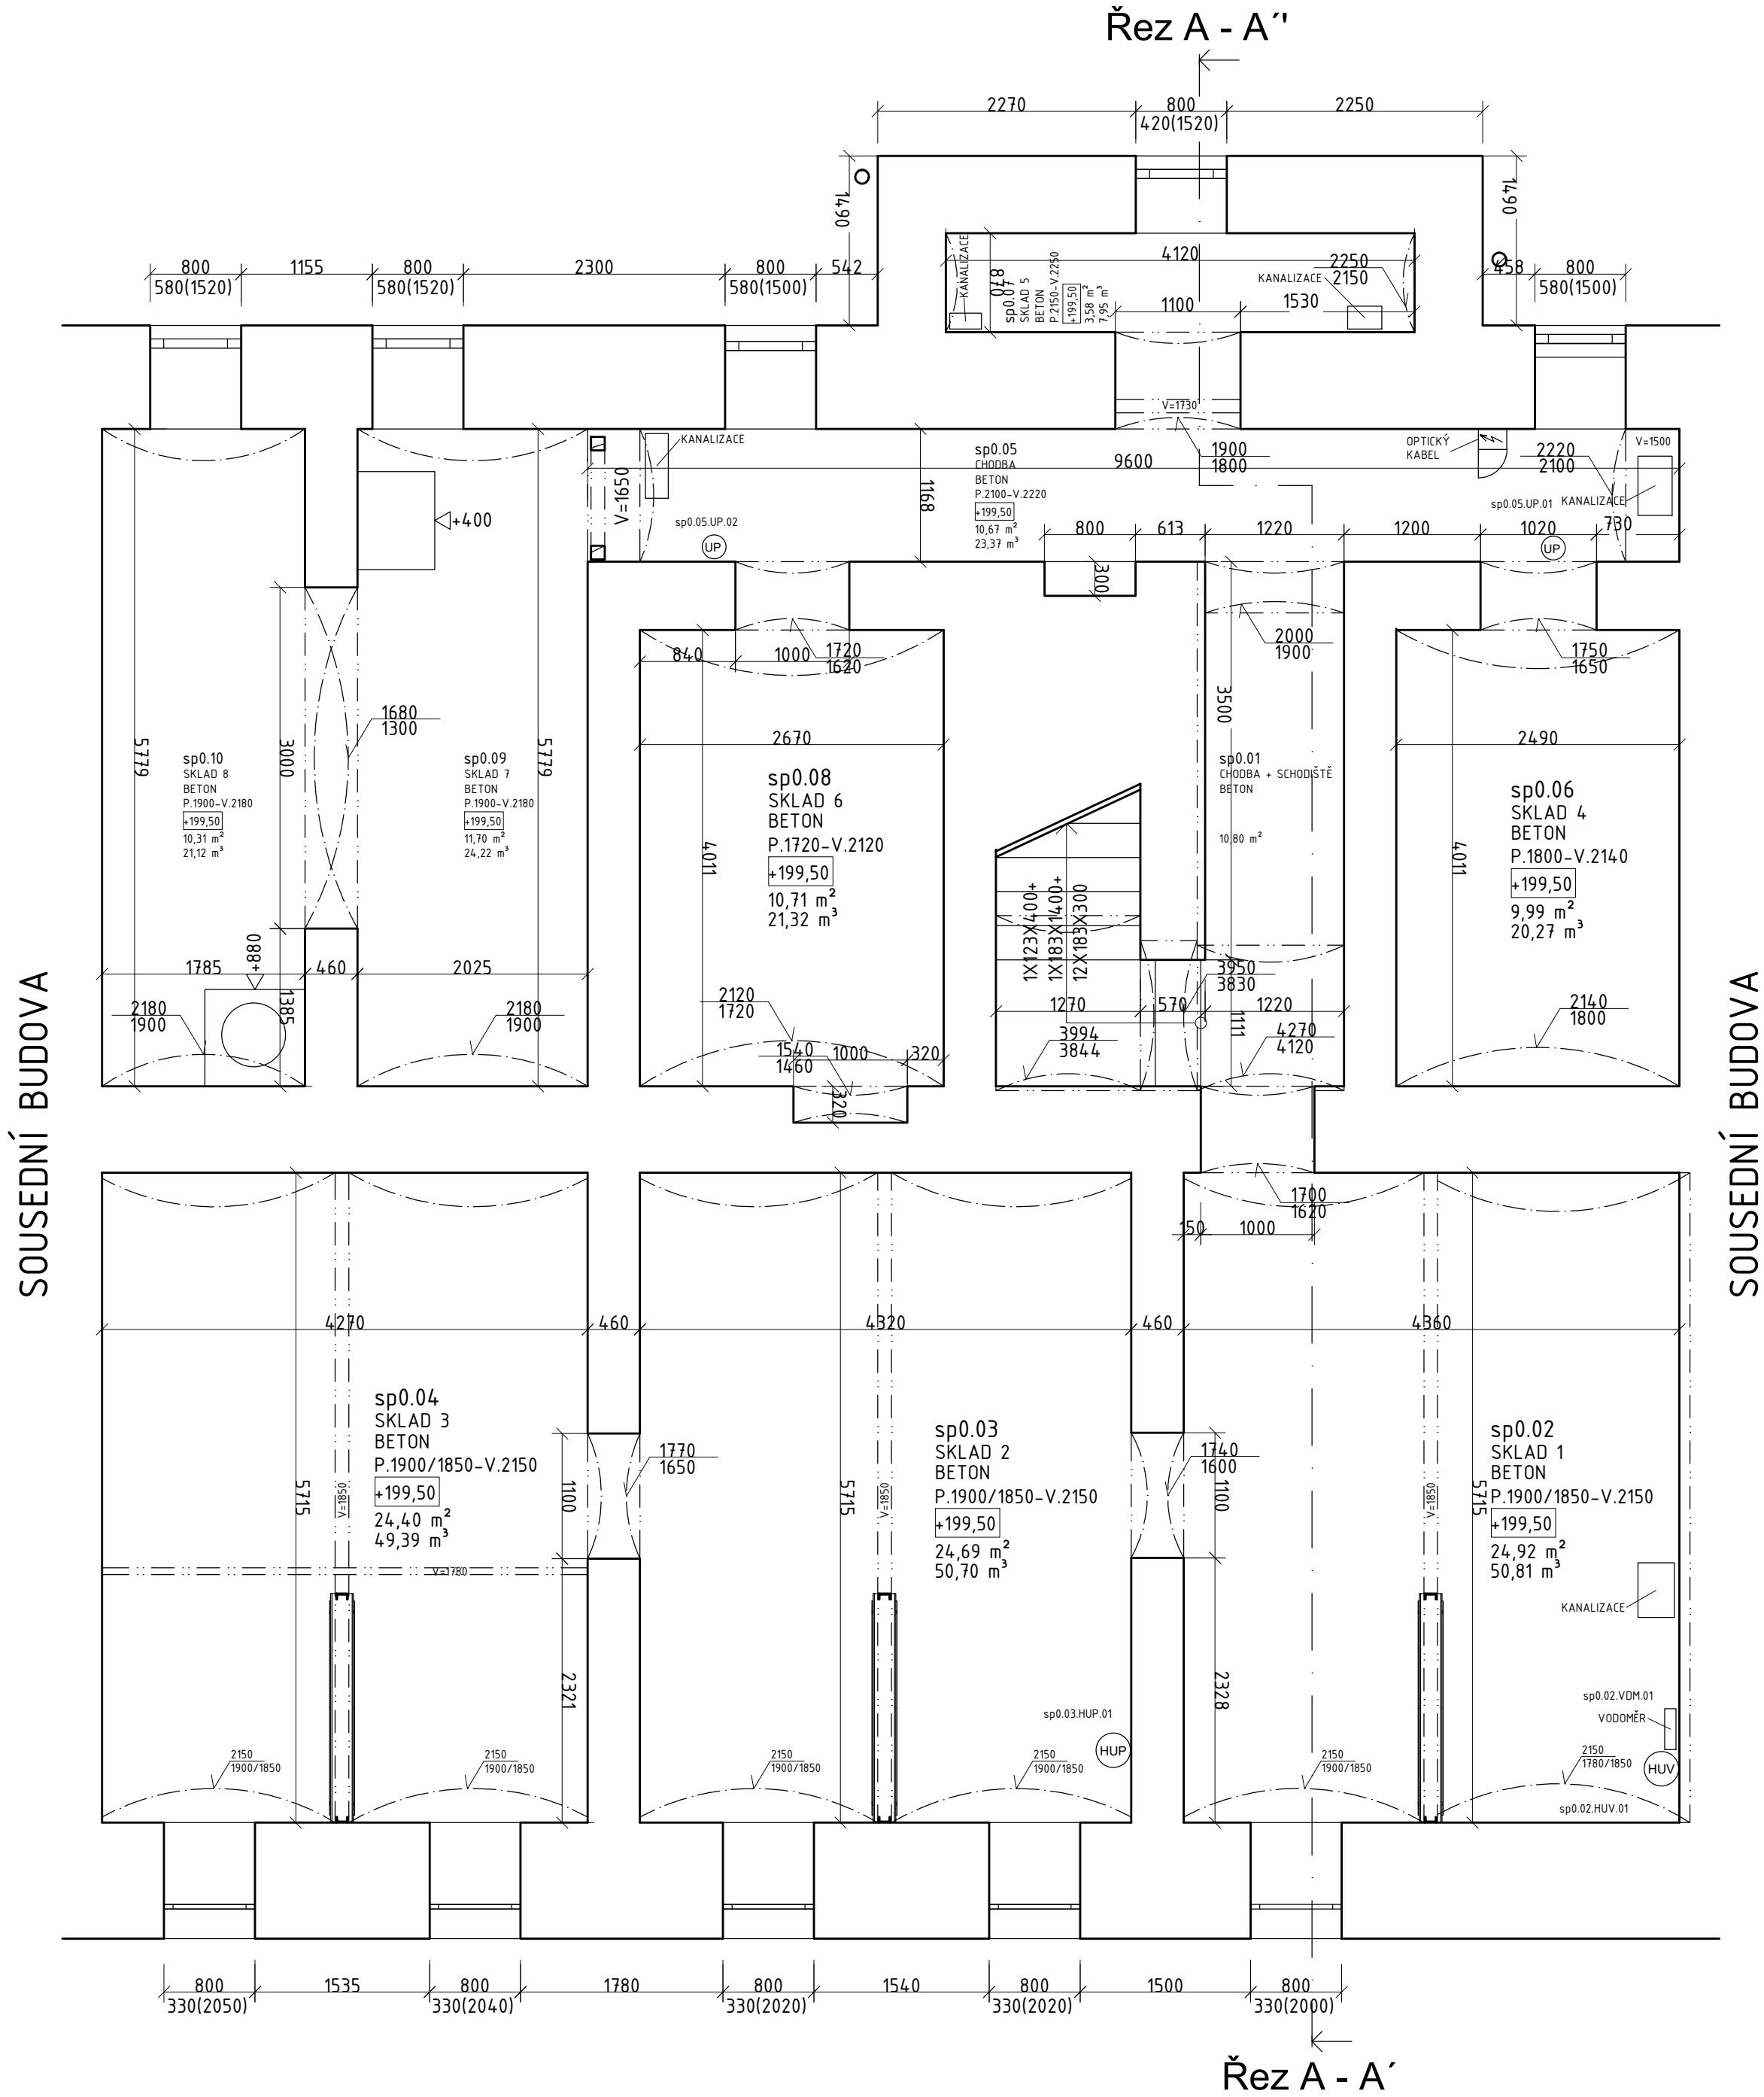 Řez A - A´'
2270
800
2250
420(1520)
1490
1490
800
1155
800
2300
800
542
580(1520)
580(1520)
580(1500)
458
800
580(1500)
KANALIZACE
870
sp0.07
SKLAD 5
BETON
P.2150-V.2250
+199,50
3,58 m²
7,95 m³
4120
2250
2150
KANALIZACE
1100
1530
V=1730
1900
1800
KANALIZACE
V=1650
sp0.05.UP.02
UP
1168
sp0.05
CHODBA
BETON
P.2100-V.2220
+199,50
10,67 m²
23,37 m³
9600
OPTICKÝ
KABEL
2220
2100
V=1500
sp0.05.UP.01
KANALIZACE
UP
800
613
1220
1200
1020
730
300
+400
840
1000
1720
1620
2000
1900
1750
1650
3500
5779
3000
1680
1300
5779
2670
2490
sp0.10
SKLAD 8
BETON
P.1900-V.2180
+199,50
10,31 m²
21,12 m³
sp0.09
SKLAD 7
BETON
P.1900-V.2180
+199,50
11,70 m²
24,22 m³
4011
sp0.08
SKLAD 6
BETON
P.1720-V.2120
+199,50
10,71 m²
21,32 m³
sp0.01
CHODBA + SCHODIŠTĚ
BETON
10,80 m²
4011
sp0.06
SKLAD 4
BETON
P.1800-V.2140
+199,50
9,99 m²
20,27 m³
1X123X400+
1X183X1400+
12X183X300
+880
1785
460
2025
1385
2180
1900
2180
1900
2120
1720
1540
1460
1000
320
320
1270
570
1220
1111
3950
3830
3994
3844
4270
4120
2140
1800
SOUSEDNÍ BUDOVA
SOUSEDNÍ BUDOVA
1700
1620
150
1000
4270
460
4320
460
4360
sp0.04
SKLAD 3
BETON
P.1900/1850-V.2150
+199,50
24,40 m²
49,39 m³
5715
V=1850
V=1780
1100
1770
1650
2321
sp0.03
SKLAD 2
BETON
P.1900/1850-V.2150
+199,50
24,69 m²
50,70 m³
5715
V=1850
1740
1600
1100
2328
sp0.02
SKLAD 1
BETON
P.1900/1850-V.2150
+199,50
24,92 m²
50,81 m³
V=1850
5715
KANALIZACE
sp0.03.HUP.01
HUP
sp0.02.VDM.01
VODOMĚR
HUV
sp0.02.HUV.01
2150
1900/1850
2150
1900/1850
2150
1900/1850
2150
1900/1850
2150
1900/1850
2150
1780/1850
800
1535
800
1780
800
1540
800
1500
800
330(2050)
330(2040)
330(2020)
330(2020)
330(2000)
Řez A - A´